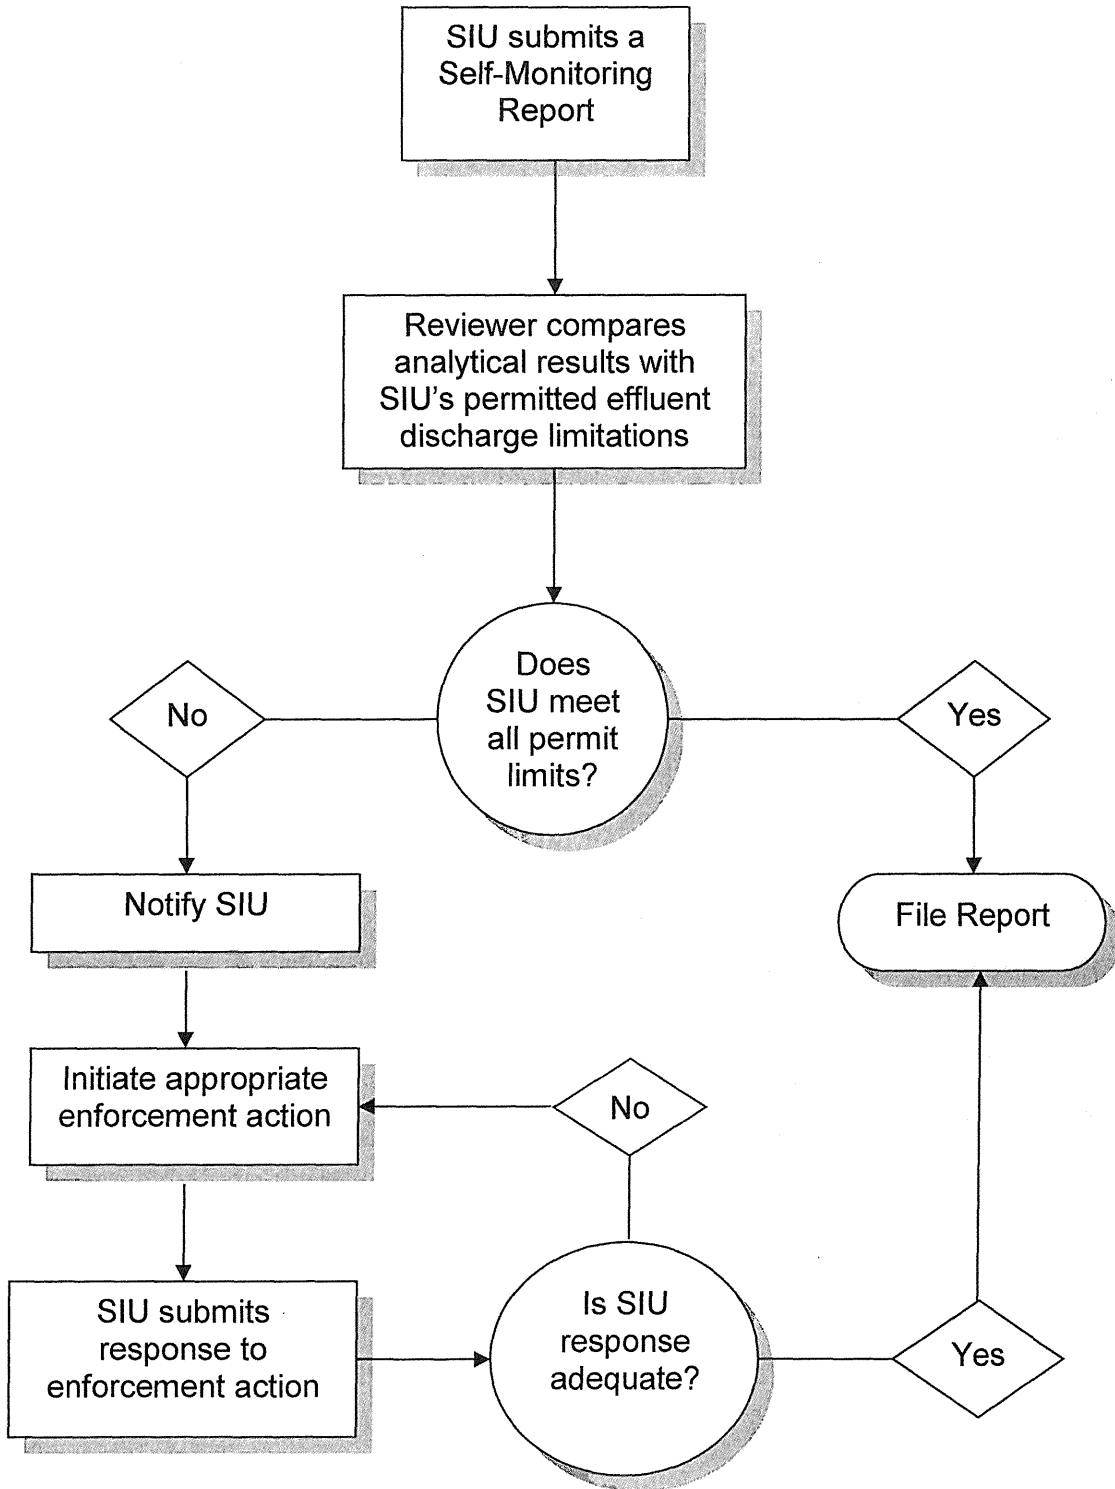 SIU submits a
Self-Monitoring
Report
Reviewer compares
analytical results with
SIU's permitted effluent
discharge limitations
Does
SIU meet
all permit
limits?
No
Yes
Notify SIU
File Report
Initiate appropriate
enforcement action
No
SIU submits
response to
enforcement action
Is SIU
response
adequate?
Yes